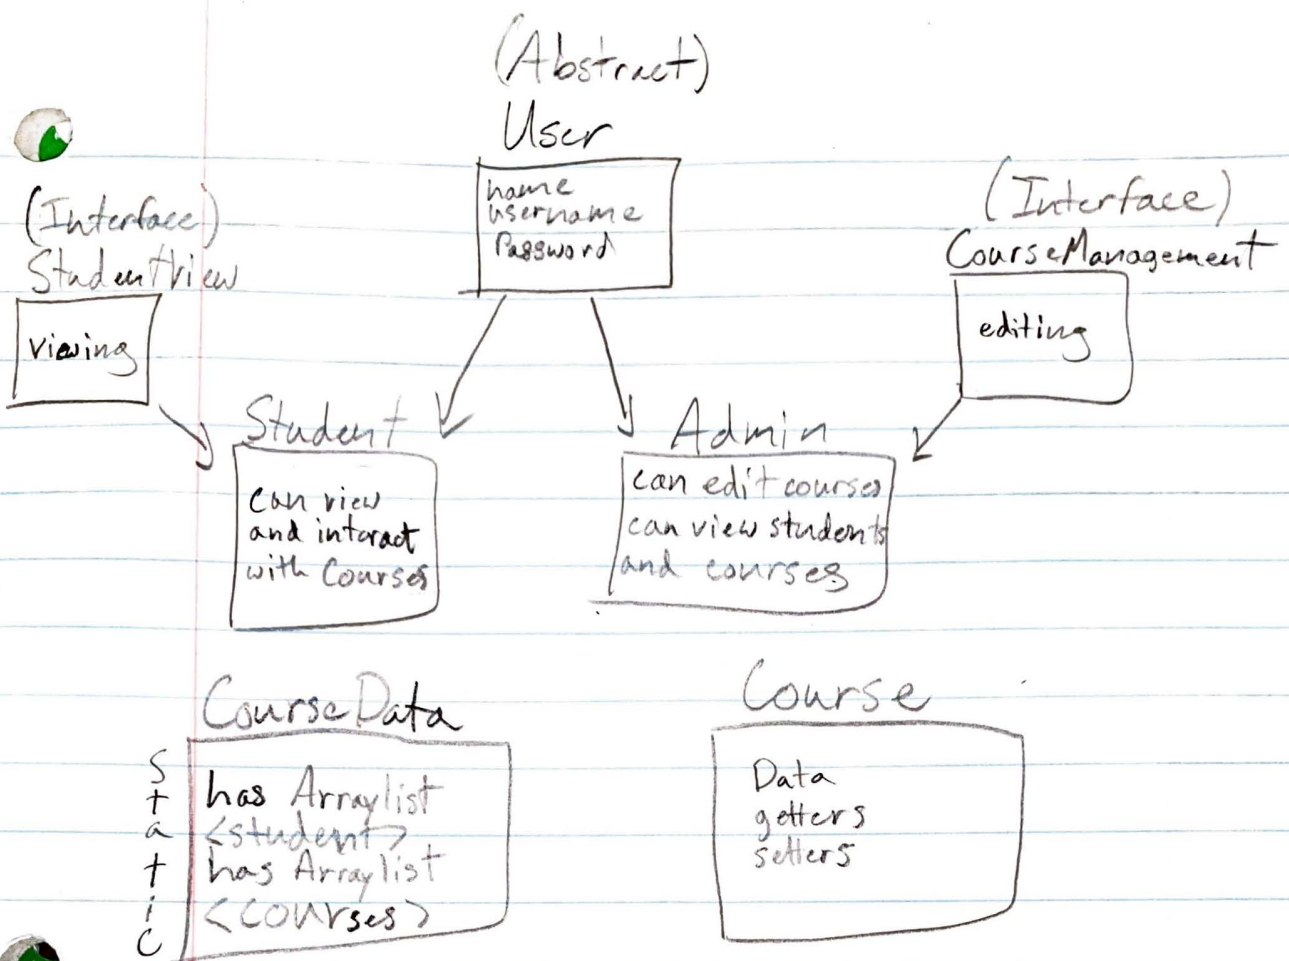 (Abstract)
User
name
username
Password
(Interface)
StudentView
viewing
(Interface)
CourseManagement
editing
Student
can view
and interact
with Courses
Admin
can edit courses
can view students
and courses
CourseData
Static
has Arraylist
<student>
has Arraylist
<courses>
Course
Data
getters
setters